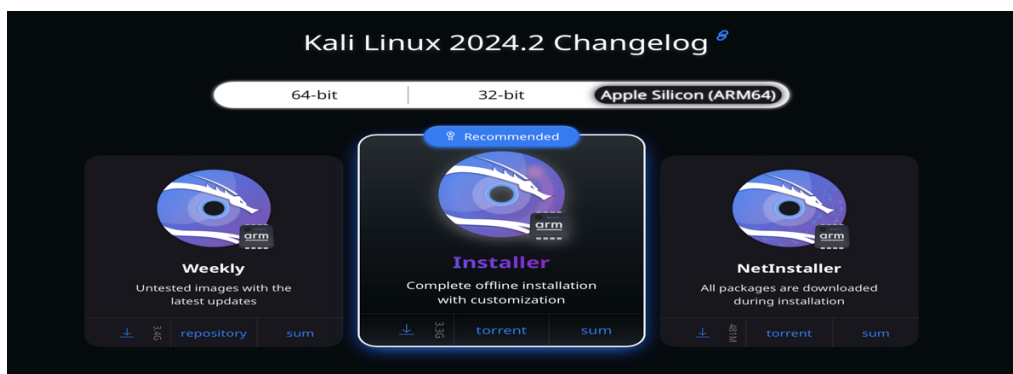 Kali Linux 2024.2 Changelog
64-bit
32-bit
Apple Silicon (ARM64)
Recommended
arm
Weekly
Untested images with the
latest updates
3.4G
repository
sum
arm
Installer
Complete offline installation
with customization
3.3G
torrent
sum
arm
NetInstaller
All packages are downloaded
during installation
481M
torrent
sum